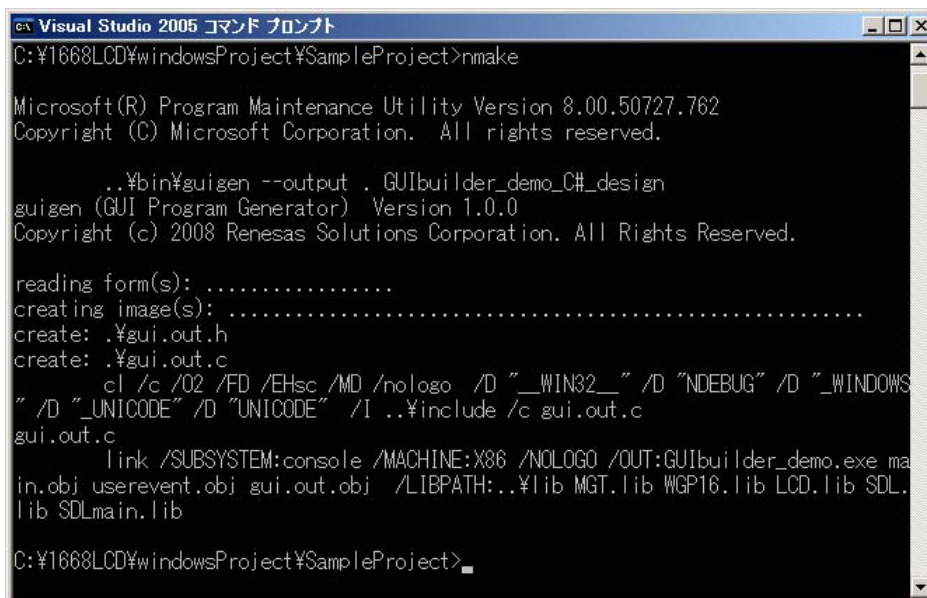 Visual Studio 2005 コマンド プロンプト
C:¥1668LCD¥windowsProject¥SampleProject>nmake
Microsoft(R) Program Maintenance Utility Version 8.00.50727.762
Copyright (C) Microsoft Corporation.  All rights reserved.
..¥bin¥guigen --output . GUIbuilder_demo_C#_design
guigen (GUI Program Generator)  Version 1.0.0
Copyright (c) 2008 Renesas Solutions Corporation. All Rights Reserved.
reading form(s): .................
creating image(s): .........................................................
create: .¥gui.out.h
create: .¥gui.out.c
cl /c /O2 /FD /EHsc /MD /nologo  /D "__WIN32__" /D "NDEBUG" /D "_WINDOWS
" /D "_UNICODE" /D "UNICODE"  /I ..¥include /c gui.out.c
gui.out.c
link /SUBSYSTEM:console /MACHINE:X86 /NOLOGO /OUT:GUIbuilder_demo.exe ma
in.obj userevent.obj gui.out.obj  /LIBPATH:..¥lib MGT.lib WGP16.lib LCD.lib SDL.
lib SDLmain.lib
C:¥1668LCD¥windowsProject¥SampleProject>